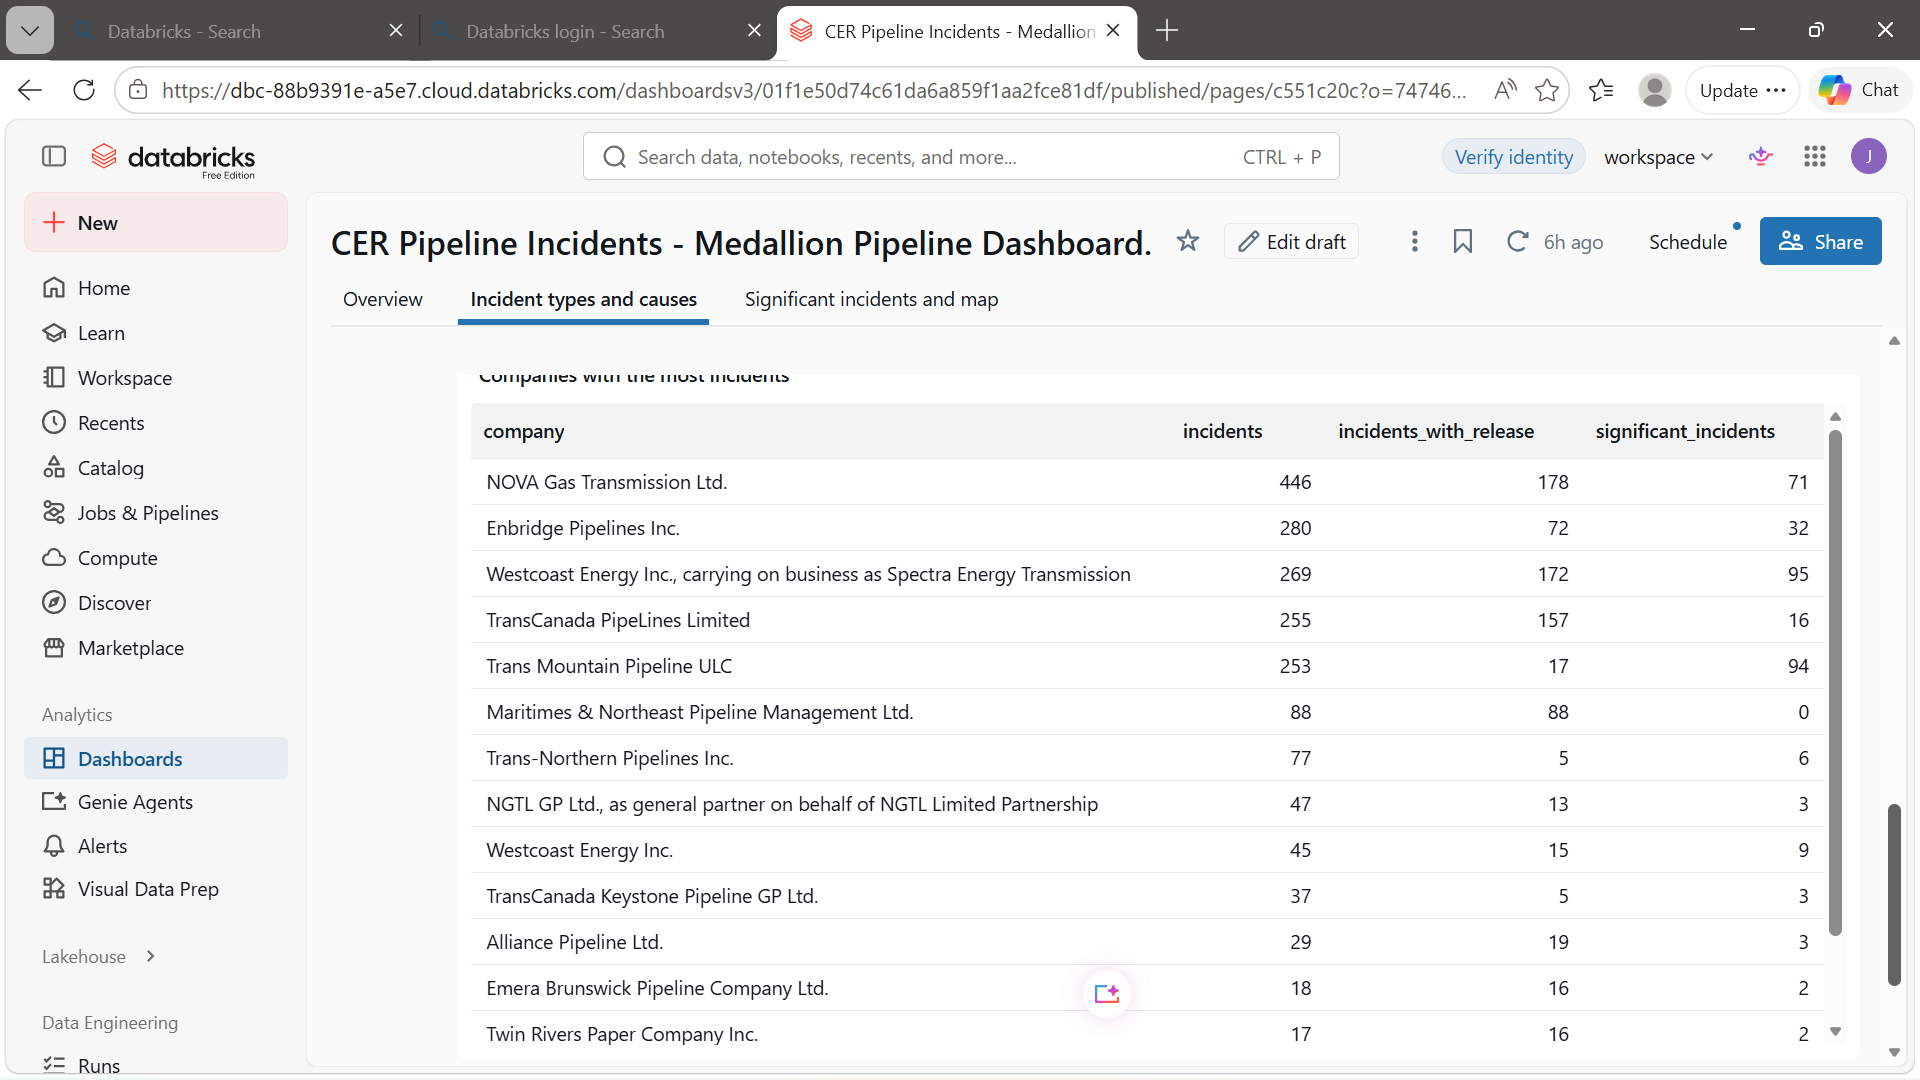 Databricks - Search
Databricks login - Search
CER Pipeline Incidents - Medallion
https://dbc-88b9391e-a5e7.cloud.databricks.com/dashboardsv3/01f1e50d74c61da6a859f1aa2fce81df/published/pages/c551c20c?o=74746...
Update
Chat
databricks
Free Edition
Search data, notebooks, recents, and more...
CTRL + P
Verify identity
workspace
J
New
Home
Learn
Workspace
Recents
Catalog
Jobs & Pipelines
Compute
Discover
Marketplace
Analytics
Dashboards
Genie Agents
Alerts
Visual Data Prep
Lakehouse
Data Engineering
Runs
CER Pipeline Incidents - Medallion Pipeline Dashboard.
Edit draft
6h ago
Schedule
Share
Overview
Incident types and causes
Significant incidents and map
Companies with the most incidents
company incidents incidents_with_release significant_incidents
NOVA Gas Transmission Ltd. 446 178 71
Enbridge Pipelines Inc. 280 72 32
Westcoast Energy Inc., carrying on business as Spectra Energy Transmission 269 172 95
TransCanada PipeLines Limited 255 157 16
Trans Mountain Pipeline ULC 253 17 94
Maritimes & Northeast Pipeline Management Ltd. 88 88 0
Trans-Northern Pipelines Inc. 77 5 6
NGTL GP Ltd., as general partner on behalf of NGTL Limited Partnership 47 13 3
Westcoast Energy Inc. 45 15 9
TransCanada Keystone Pipeline GP Ltd. 37 5 3
Alliance Pipeline Ltd. 29 19 3
Emera Brunswick Pipeline Company Ltd. 18 16 2
Twin Rivers Paper Company Inc. 17 16 2